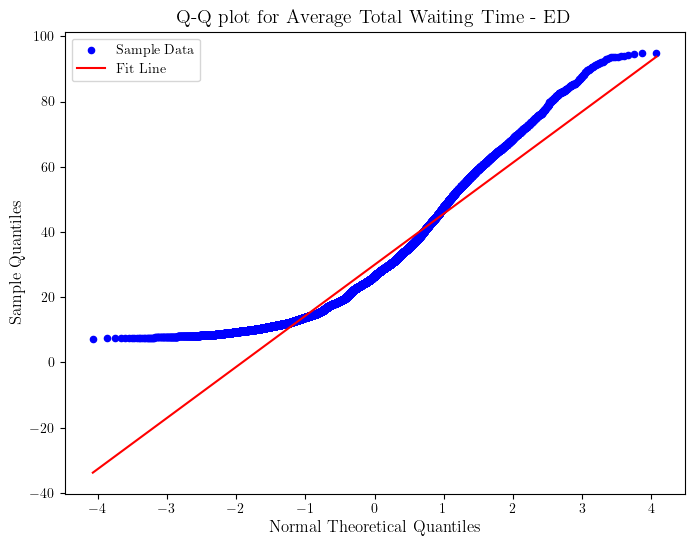 Q-Q plot for Average Total Waiting Time - ED
Sample Data
Fit Line
100
80
60
40
20
0
−20
−40
Sample Quantiles
−4 −3 −2 −1 0 1 2 3 4
Normal Theoretical Quantiles